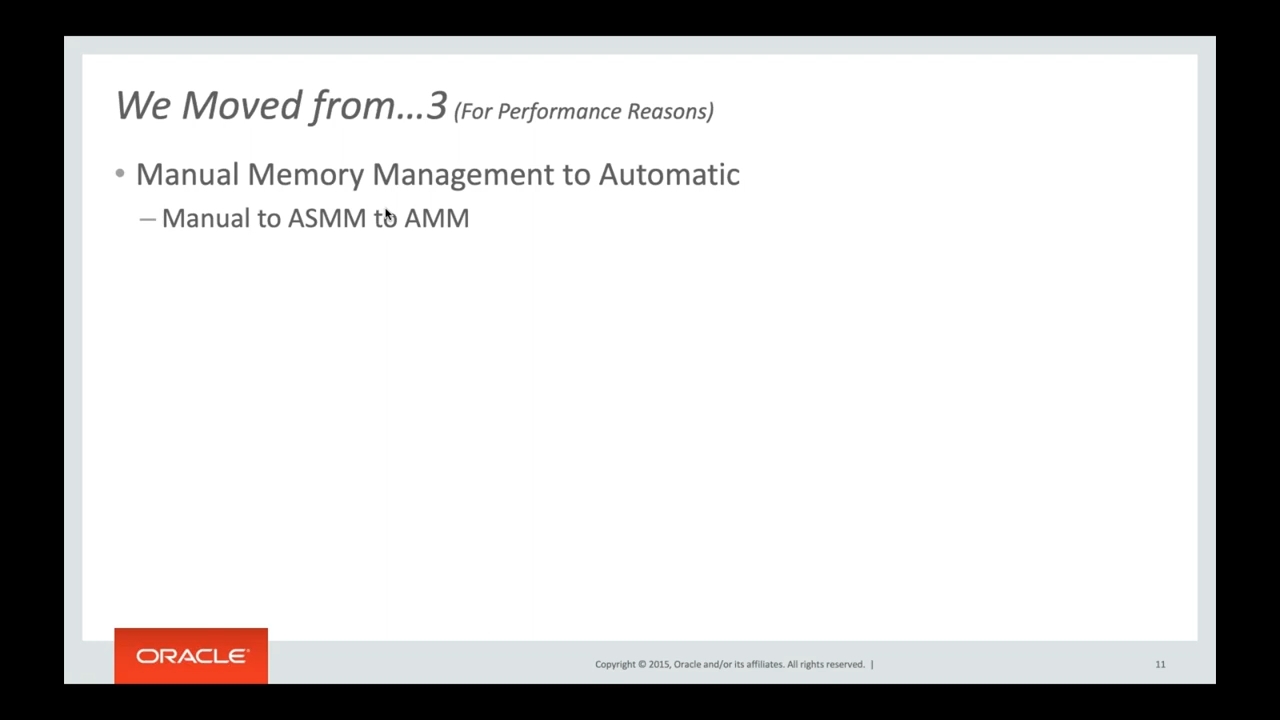 We Moved from...3 (For Performance Reasons)
• Manual Memory Management to Automatic
– Manual to ASMM to AMM
ORACLE®
Copyright © 2015, Oracle and/or its affiliates. All rights reserved. |
11